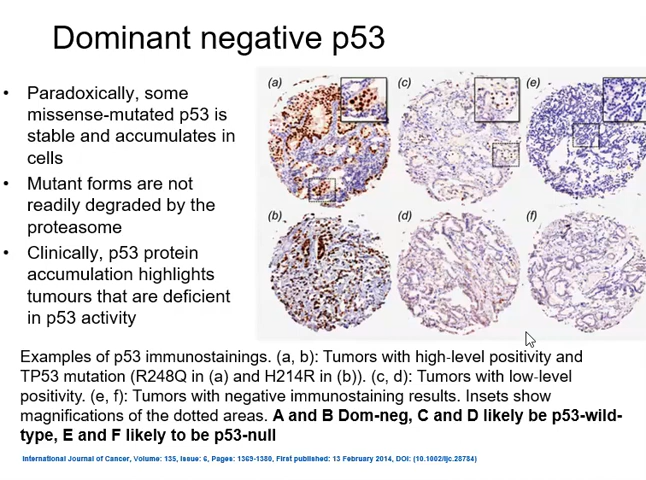 Dominant negative p53
• Paradoxically, some
missense-mutated p53 is
stable and accumulates in
cells
• Mutant forms are not
readily degraded by the
proteasome
• Clinically, p53 protein
accumulation highlights
tumours that are deficient
in p53 activity
(a)
(c)
(e)
(b)
(d)
(f)
Examples of p53 immunostainings. (a, b): Tumors with high-level positivity and
TP53 mutation (R248Q in (a) and H214R in (b)). (c, d): Tumors with low-level
positivity. (e, f): Tumors with negative immunostaining results. Insets show
magnifications of the dotted areas. A and B Dom-neg, C and D likely be p53-wild-
type, E and F likely to be p53-null
International Journal of Cancer, Volume: 135, Issue: 6, Pages: 1369-1380, First published: 13 February 2014, DOI: (10.1002/ijc.28784)